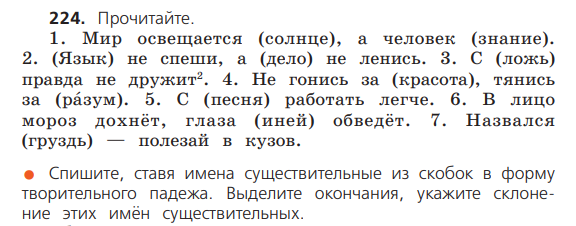 224. Прочитайте.
1. Мир освещается (солнце), а человек (знание).
2. (Язык) не спеши, а (дело) не ленись. 3. С (ложь)
правда не дружит². 4. Не гонись за (красота), тянись
за (ра́зум). 5. С (песня) работать легче. 6. В лицо
мороз дохнёт, глаза (иней) обведёт. 7. Назвался
(груздь) — полезай в кузов.
• Спишите, ставя имена существительные из скобок в форму
творительного падежа. Выделите окончания, укажите склоне-
ние этих имён существительных.